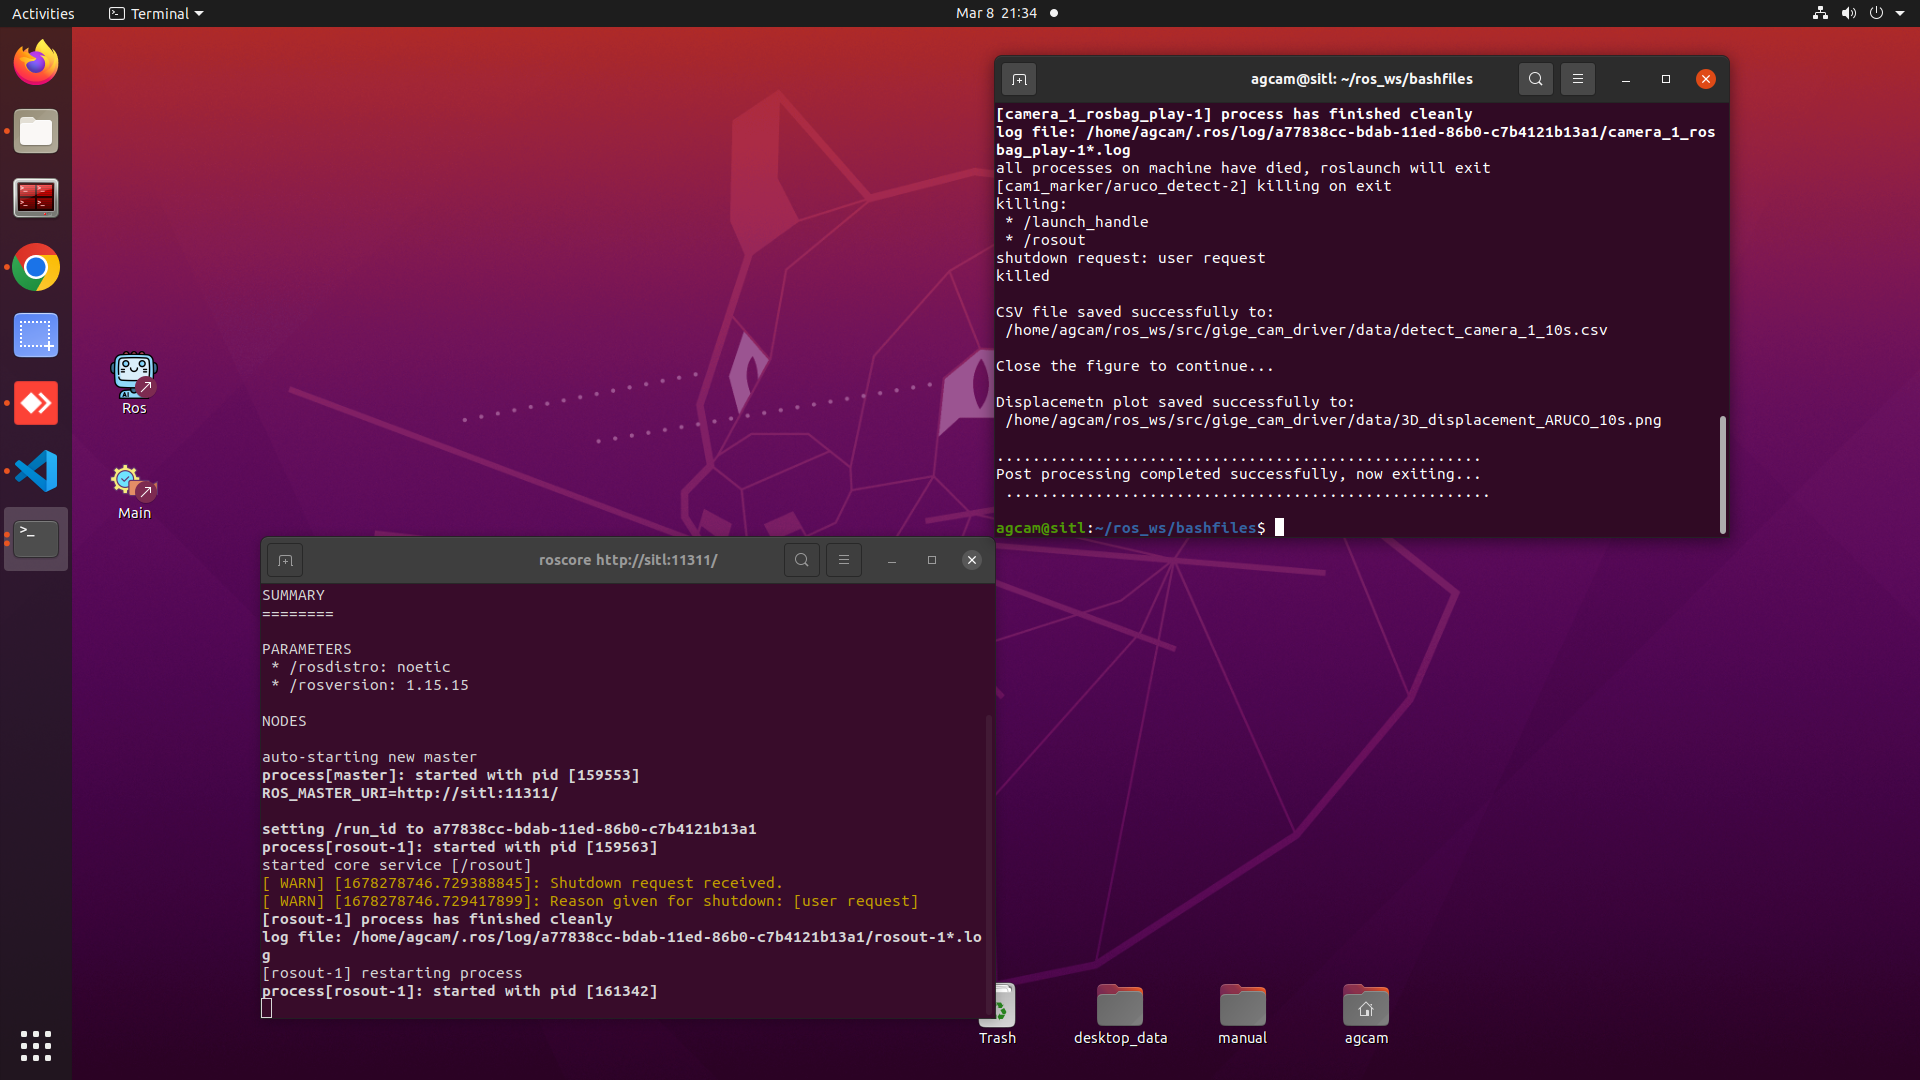 Activities
Terminal
Mar 8 21:34
agcam@sitl: ~/ros_ws/bashfiles
[camera_1_rosbag_play-1] process has finished cleanly
log file: /home/agcam/.ros/log/a77838cc-bdab-11ed-86b0-c7b4121b13a1/camera_1_ros
bag_play-1*.log
all processes on machine have died, roslaunch will exit
[cam1_marker/aruco_detect-2] killing on exit
killing:
* /launch_handle
* /rosout
shutdown request: user request
killed
CSV file saved successfully to:
/home/agcam/ros_ws/src/gige_cam_driver/data/detect_camera_1_10s.csv
Close the figure to continue...
Displacemetn plot saved successfully to:
/home/agcam/ros_ws/src/gige_cam_driver/data/3D_displacement_ARUCO_10s.png
......................................................
Post processing completed successfully, now exiting...
......................................................
agcam@sitl:~/ros_ws/bashfiles$
Ros
Main
roscore http://sitl:11311/
SUMMARY
========
PARAMETERS
* /rosdistro: noetic
* /rosversion: 1.15.15
NODES
auto-starting new master
process[master]: started with pid [159553]
ROS_MASTER_URI=http://sitl:11311/
setting /run_id to a77838cc-bdab-11ed-86b0-c7b4121b13a1
process[rosout-1]: started with pid [159563]
started core service [/rosout]
[ WARN] [1678278746.729388845]: Shutdown request received.
[ WARN] [1678278746.729417899]: Reason given for shutdown: [user request]
[rosout-1] process has finished cleanly
log file: /home/agcam/.ros/log/a77838cc-bdab-11ed-86b0-c7b4121b13a1/rosout-1*.lo
g
[rosout-1] restarting process
process[rosout-1]: started with pid [161342]
Trash
desktop_data
manual
agcam